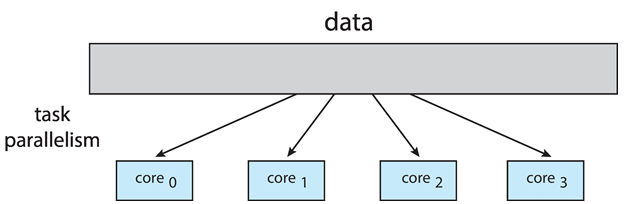 data
task
parallelism
core 0
core 1
core 2
core 3